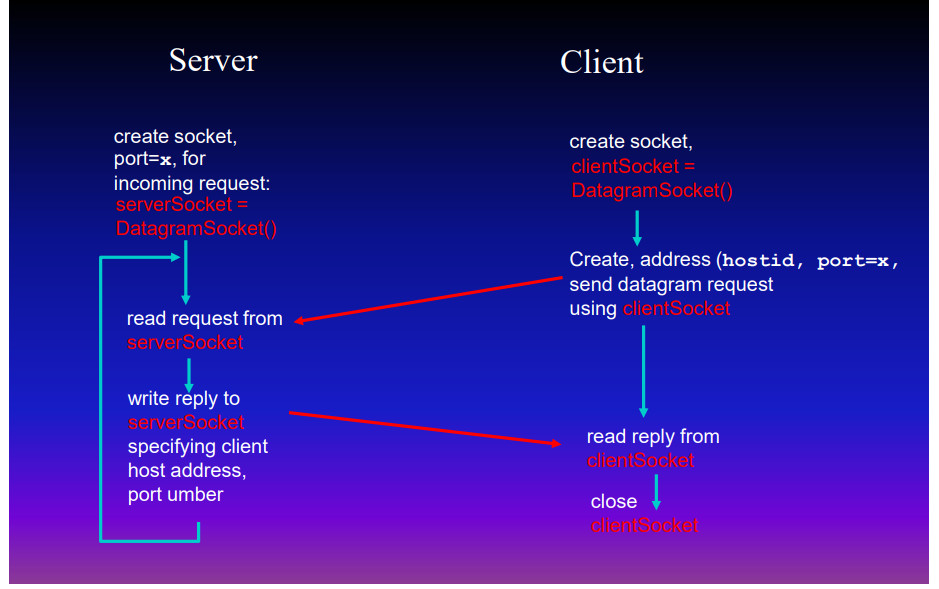 Server
create socket,
port=x, for
incoming request:
serverSocket =
DatagramSocket()
read request from
serverSocket
write reply to
serverSocket
specifying client
host address,
port umber
Client
create socket,
clientSocket =
DatagramSocket()
Create, address (hostid, port=x,
send datagram request
using clientSocket
read reply from
clientSocket
close
clientSocket